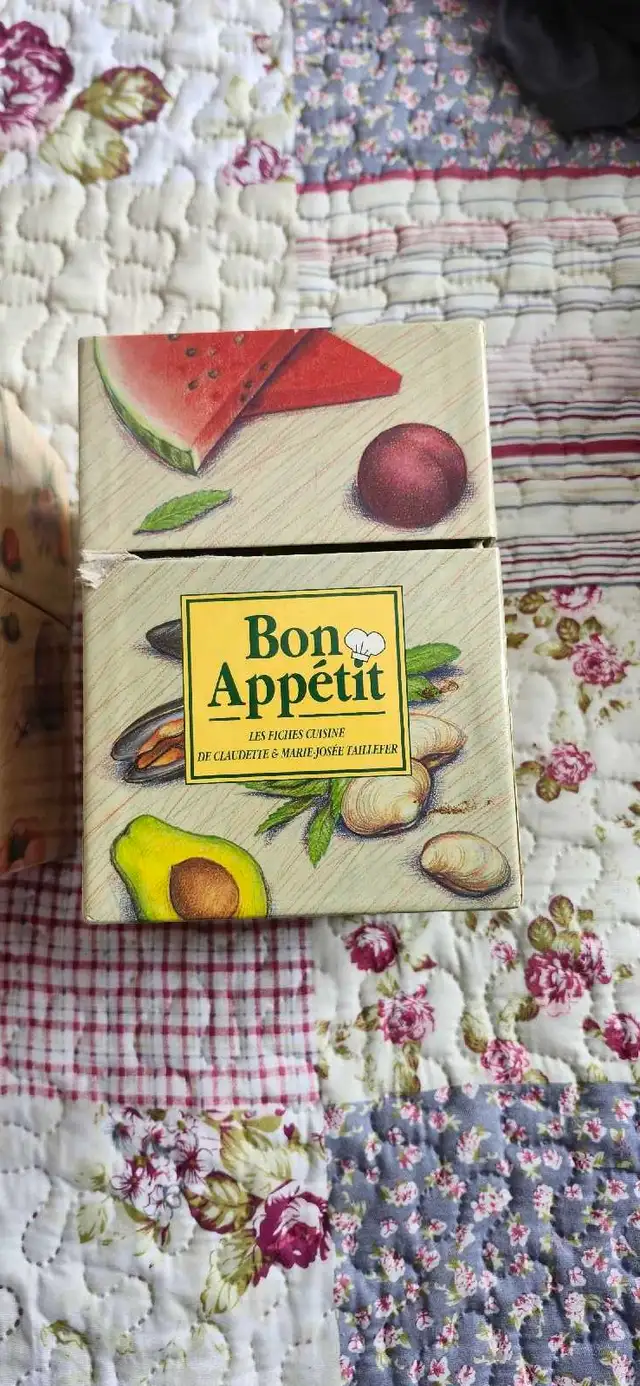 Bon
Appétit
LES FICHES CUISINE
DE CLAUDETTE & MARIE-JOSÉE TAILLEFER